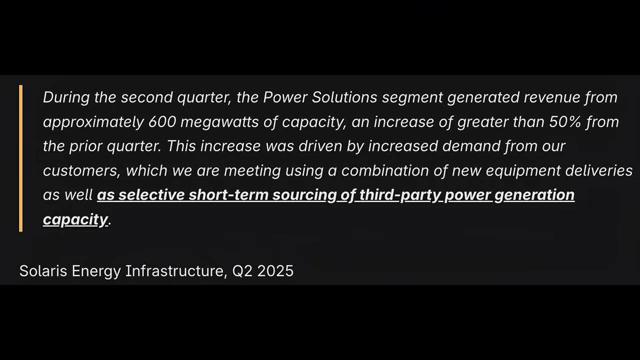 During the second quarter, the Power Solutions segment generated revenue from
approximately 600 megawatts of capacity, an increase of greater than 50% from
the prior quarter. This increase was driven by increased demand from our
customers, which we are meeting using a combination of new equipment deliveries
as well as selective short-term sourcing of third-party power generation
capacity.
Solaris Energy Infrastructure, Q2 2025